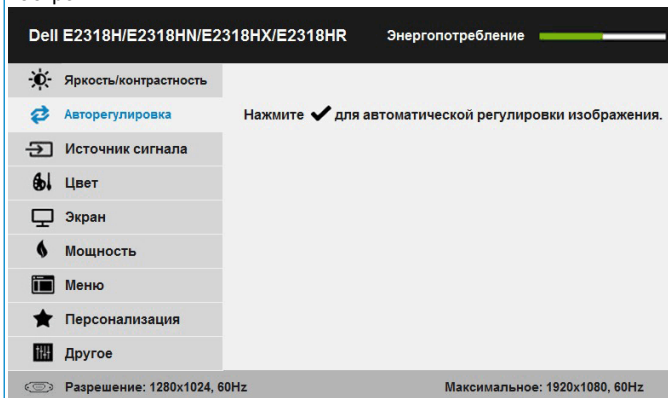 Dell E2318H/E2318HN/E2318HX/E2318HR Энергопотребление
Яркость/контрастность
Авторегулировка
Нажмите ✔ для автоматической регулировки изображения.
Источник сигнала
Цвет
Экран
Мощность
Меню
Персонализация
Другое
Разрешение: 1280x1024, 60Hz Максимальное: 1920x1080, 60Hz